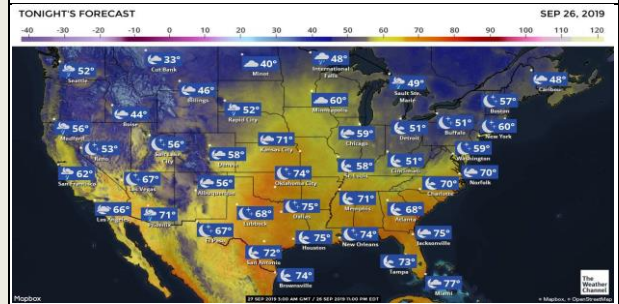 TONIGHT'S FORECAST
SEP 26, 2019
-40 -30 -20 -10 0 10 20 30 40 50 60 70 80 90 100 110 120
33°
Cut Bank
40°
Minot
48°
International
Falls
52°
Seattle
49°
Sault Ste.
Marie
48°
Caribou
46°
Billings
52°
Rapid City
60°
Minneapolis
57°
Boston
44°
Boise
56°
Medford
53°
Reno
56°
Salt Lake
City
71°
Kansas City
59°
Chicago
51°
Detroit
51°
Buffalo
60°
New York
58°
Denver
58°
St. Louis
51°
Cincinnati
59°
Washington
62°
San Francisco
67°
Las Vegas
56°
Albuquerque
74°
Oklahoma City
70°
Norfolk
66°
Los Angeles
71°
Phoenix
68°
Lubbock
75°
Dallas
71°
Memphis
70°
Charlotte
68°
Atlanta
67°
El Paso
75°
Houston
74°
New Orleans
75°
Jacksonville
72°
San Antonio
74°
Brownsville
73°
Tampa
77°
Miami
The
Weather
Channel
Mapbox
27 SEP 2019 3:00 AM GMT / 26 SEP 2019 11:00 PM EDT
• Mapbox, • OpenStreetMap